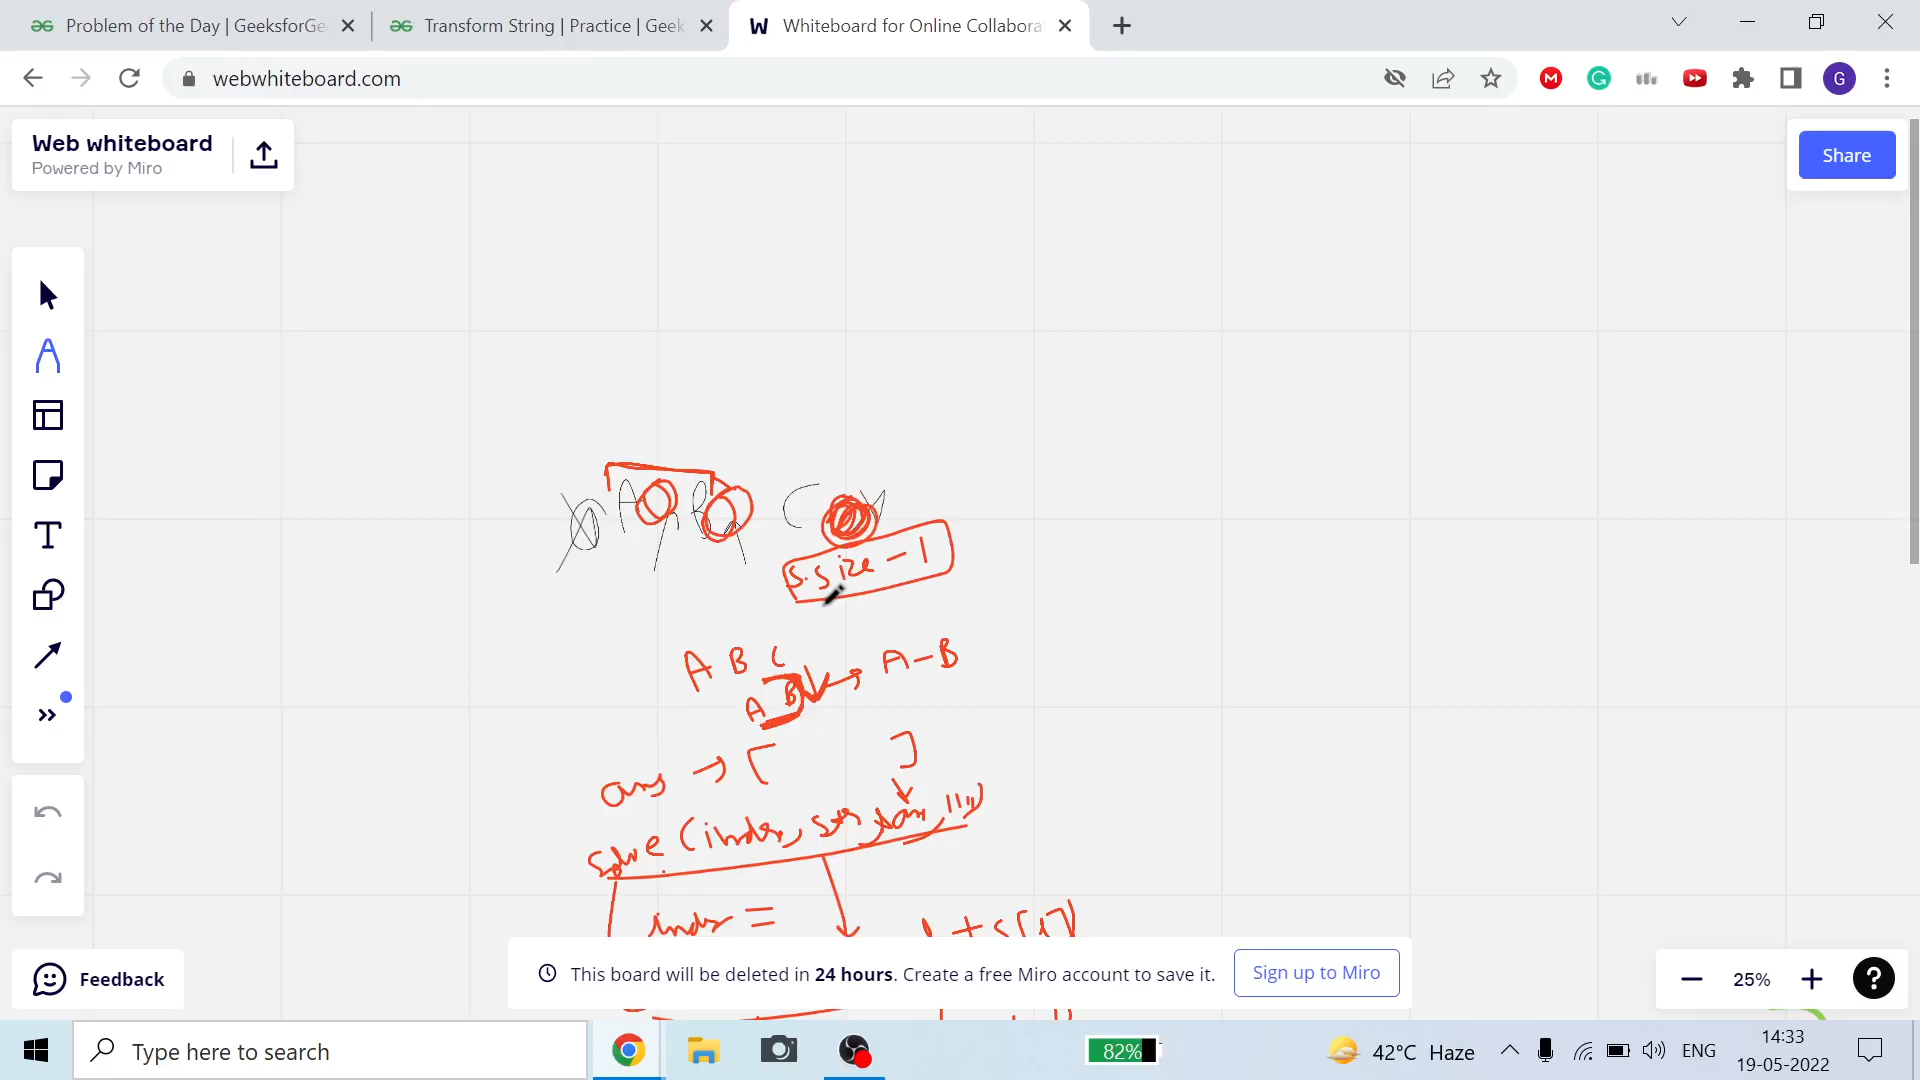 Problem of the Day | GeeksforGe
Transform String | Practice | Geek
W Whiteboard for Online Collabora
webwhiteboard.com
G
Web whiteboard
Powered by Miro
Share
A B C
s.size - 1
A B C
A - B
A B
ans → [ ]
solve (index, str, ans, "")
index =
+ s[i]
This board will be deleted in 24 hours. Create a free Miro account to save it.
Sign up to Miro
Feedback
25%
?
Type here to search
82%
42°C Haze
ENG
14:33
19-05-2022